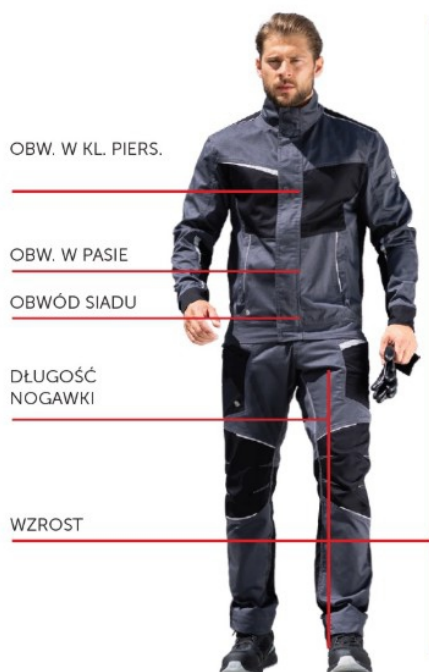 OBW. W KL. PIERS.
OBW. W PASIE
OBWÓD SIADU
DŁUGOŚĆ
NOGAWKI
WZROST